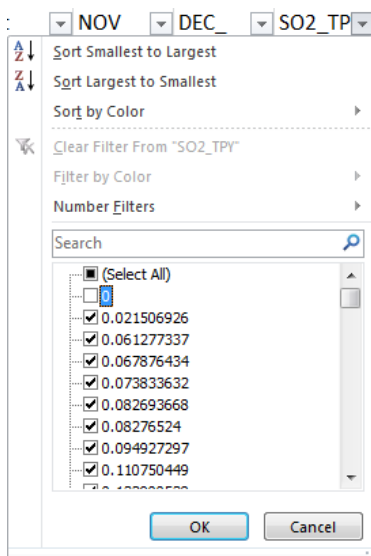 NOV DEC_ SO2_TP
Sort Smallest to Largest
Sort Largest to Smallest
Sort by Color
Clear Filter From "SO2_TPY"
Filter by Color
Number Filters
Search
(Select All)
0
0.021506926
0.061277337
0.067876434
0.073833632
0.082693668
0.08276524
0.094927297
0.110750449
OK Cancel